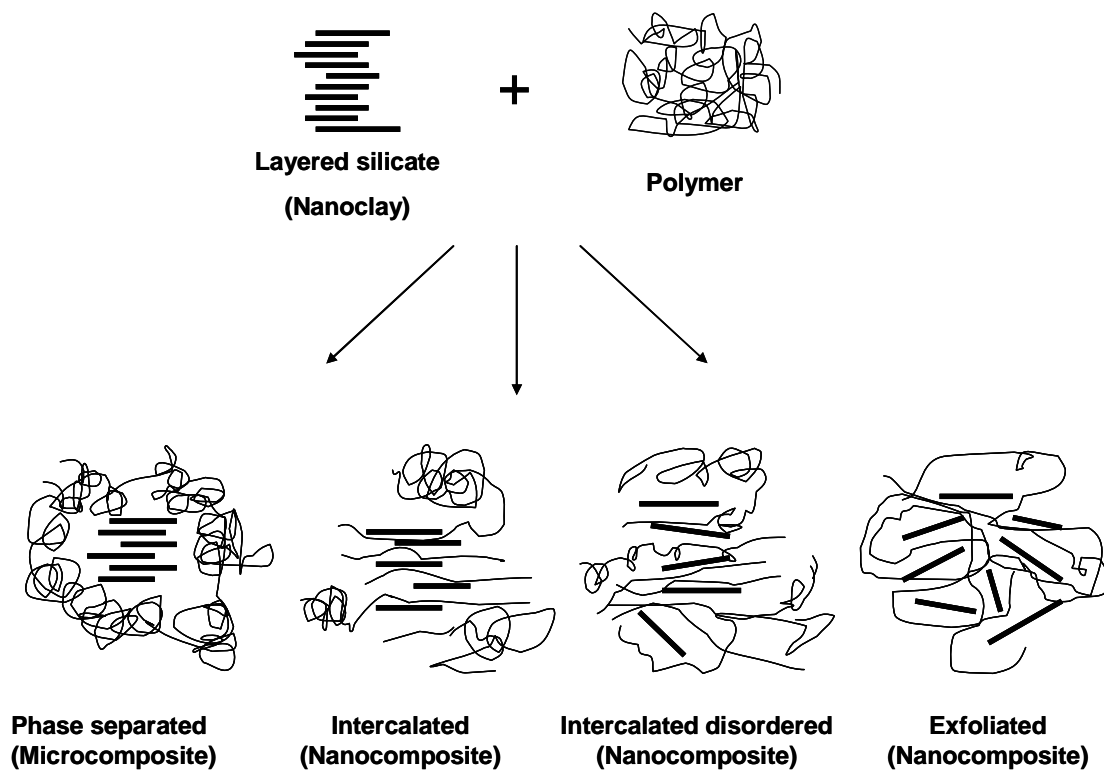 +
Layered silicate
(Nanoclay)
Polymer
Phase separated
(Microcomposite)
Intercalated
(Nanocomposite)
Intercalated disordered
(Nanocomposite)
Exfoliated
(Nanocomposite)